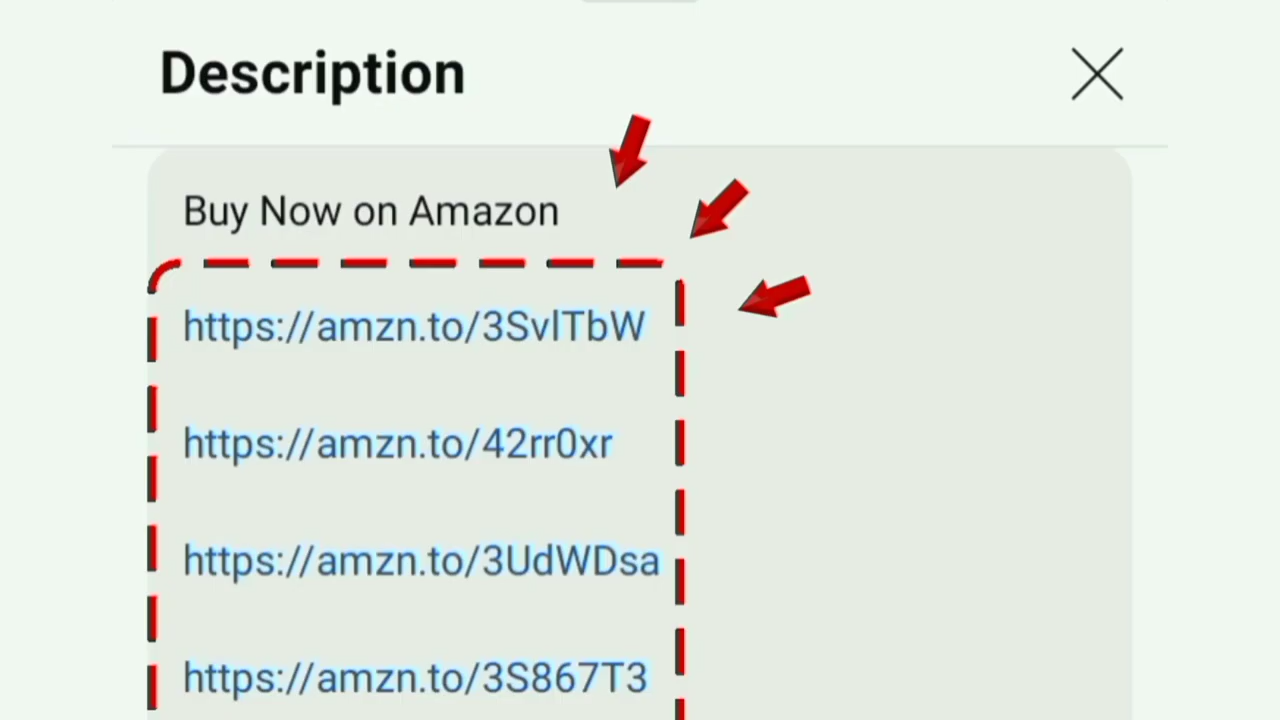 Description
Buy Now on Amazon
https://amzn.to/3SvlTbW
https://amzn.to/42rr0xr
https://amzn.to/3UdWDsa
https://amzn.to/3S867T3